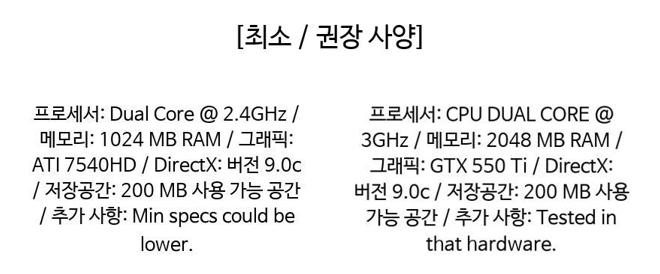 [최소 / 권장 사양]
프로세서: Dual Core @ 2.4GHz /
메모리: 1024 MB RAM / 그래픽:
ATI 7540HD / DirectX: 버전 9.0c
/ 저장공간: 200 MB 사용 가능 공간
/ 추가 사항: Min specs could be
lower.
프로세서: CPU DUAL CORE @
3GHz / 메모리: 2048 MB RAM /
그래픽: GTX 550 Ti / DirectX:
버전 9.0c / 저장공간: 200 MB 사용
가능 공간 / 추가 사항: Tested in
that hardware.